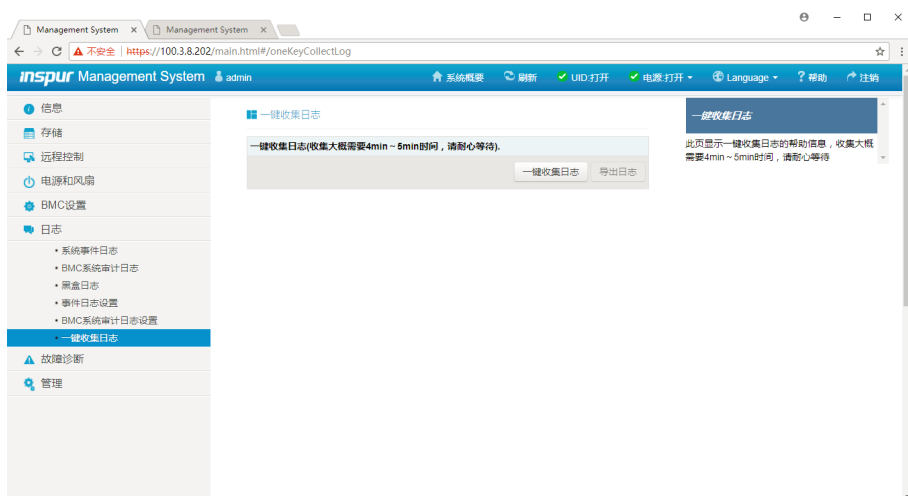 Management System
Management System
不安全 | https://100.3.8.202/main.html#/oneKeyCollectLog
inspur Management System admin 系统概要 刷新 UID:打开 电源:打开 Language 帮助 注销
信息
存储
远程控制
电源和风扇
BMC设置
日志
• 系统事件日志
• BMC系统审计日志
• 黑盒日志
• 事件日志设置
• BMC系统审计日志设置
• 一键收集日志
故障诊断
管理
一键收集日志
一键收集日志(收集大概需要4min ~ 5min时间，请耐心等待).
一键收集日志 导出日志
一键收集日志
此页显示一键收集日志的帮助信息，收集大概
需要4min ~ 5min时间，请耐心等待